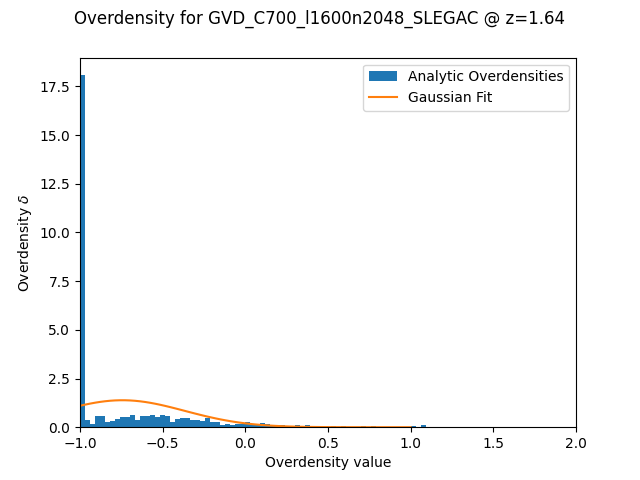 Overdensity for GVD_C700_l1600n2048_SLEGAC @ z=1.64
Analytic Overdensities
Gaussian Fit
17.5
15.0
12.5
10.0
7.5
5.0
2.5
0.0
Overdensity δ
−1.0 −0.5 0.0 0.5 1.0 1.5 2.0
Overdensity value